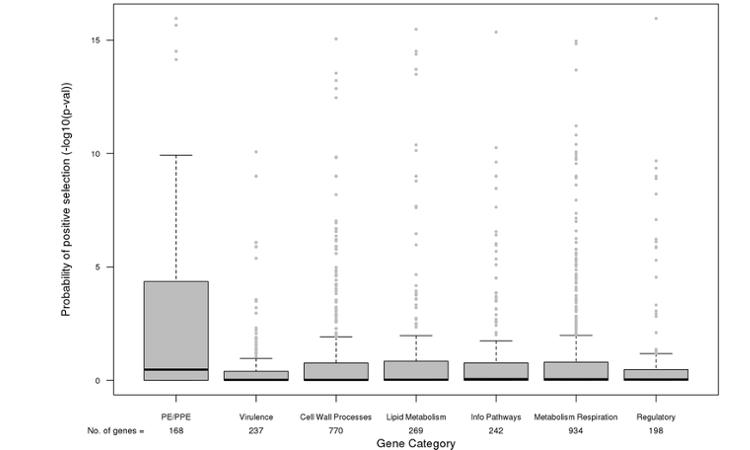 15
10
5
0
Probability of positive selection (-log10(p-val))
PE/PPE Virulence Cell Wall Processes Lipid Metabolism Info Pathways Metabolism Respiration Regulatory
No. of genes = 168 237 770 269 242 934 198
Gene Category